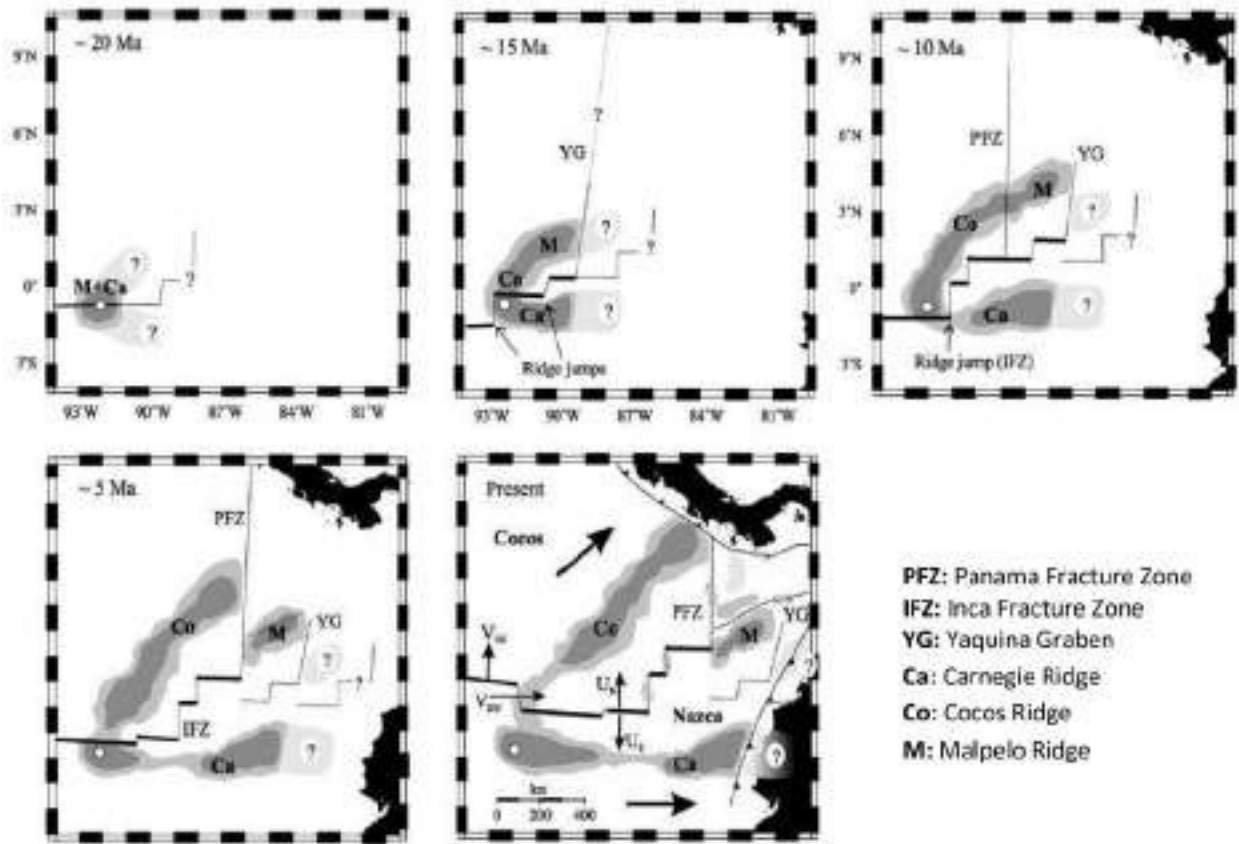 ~ 20 Ma
9°N
6°N
3°N
0°
3°S
M+Ca
?
?
?
93°W 90°W 87°W 84°W 81°W
~ 15 Ma
?
YG
M
?
?
Co
Ca
?
Ridge jumps
93°W 90°W 87°W 84°W 81°W
~ 10 Ma
9°N
6°N
3°N
0°
3°S
PFZ
YG
M
Co
?
?
Ca
?
Ridge jump (IFZ)
~ 5 Ma
PFZ
Co
M
YG
?
?
IFZ
Ca
?
Present
Cocos
PFZ
YG
Co
M
?
Nazca
Ca
?
km
0 200 400
PFZ: Panama Fracture Zone
IFZ: Inca Fracture Zone
YG: Yaquina Graben
Ca: Carnegie Ridge
Co: Cocos Ridge
M: Malpelo Ridge